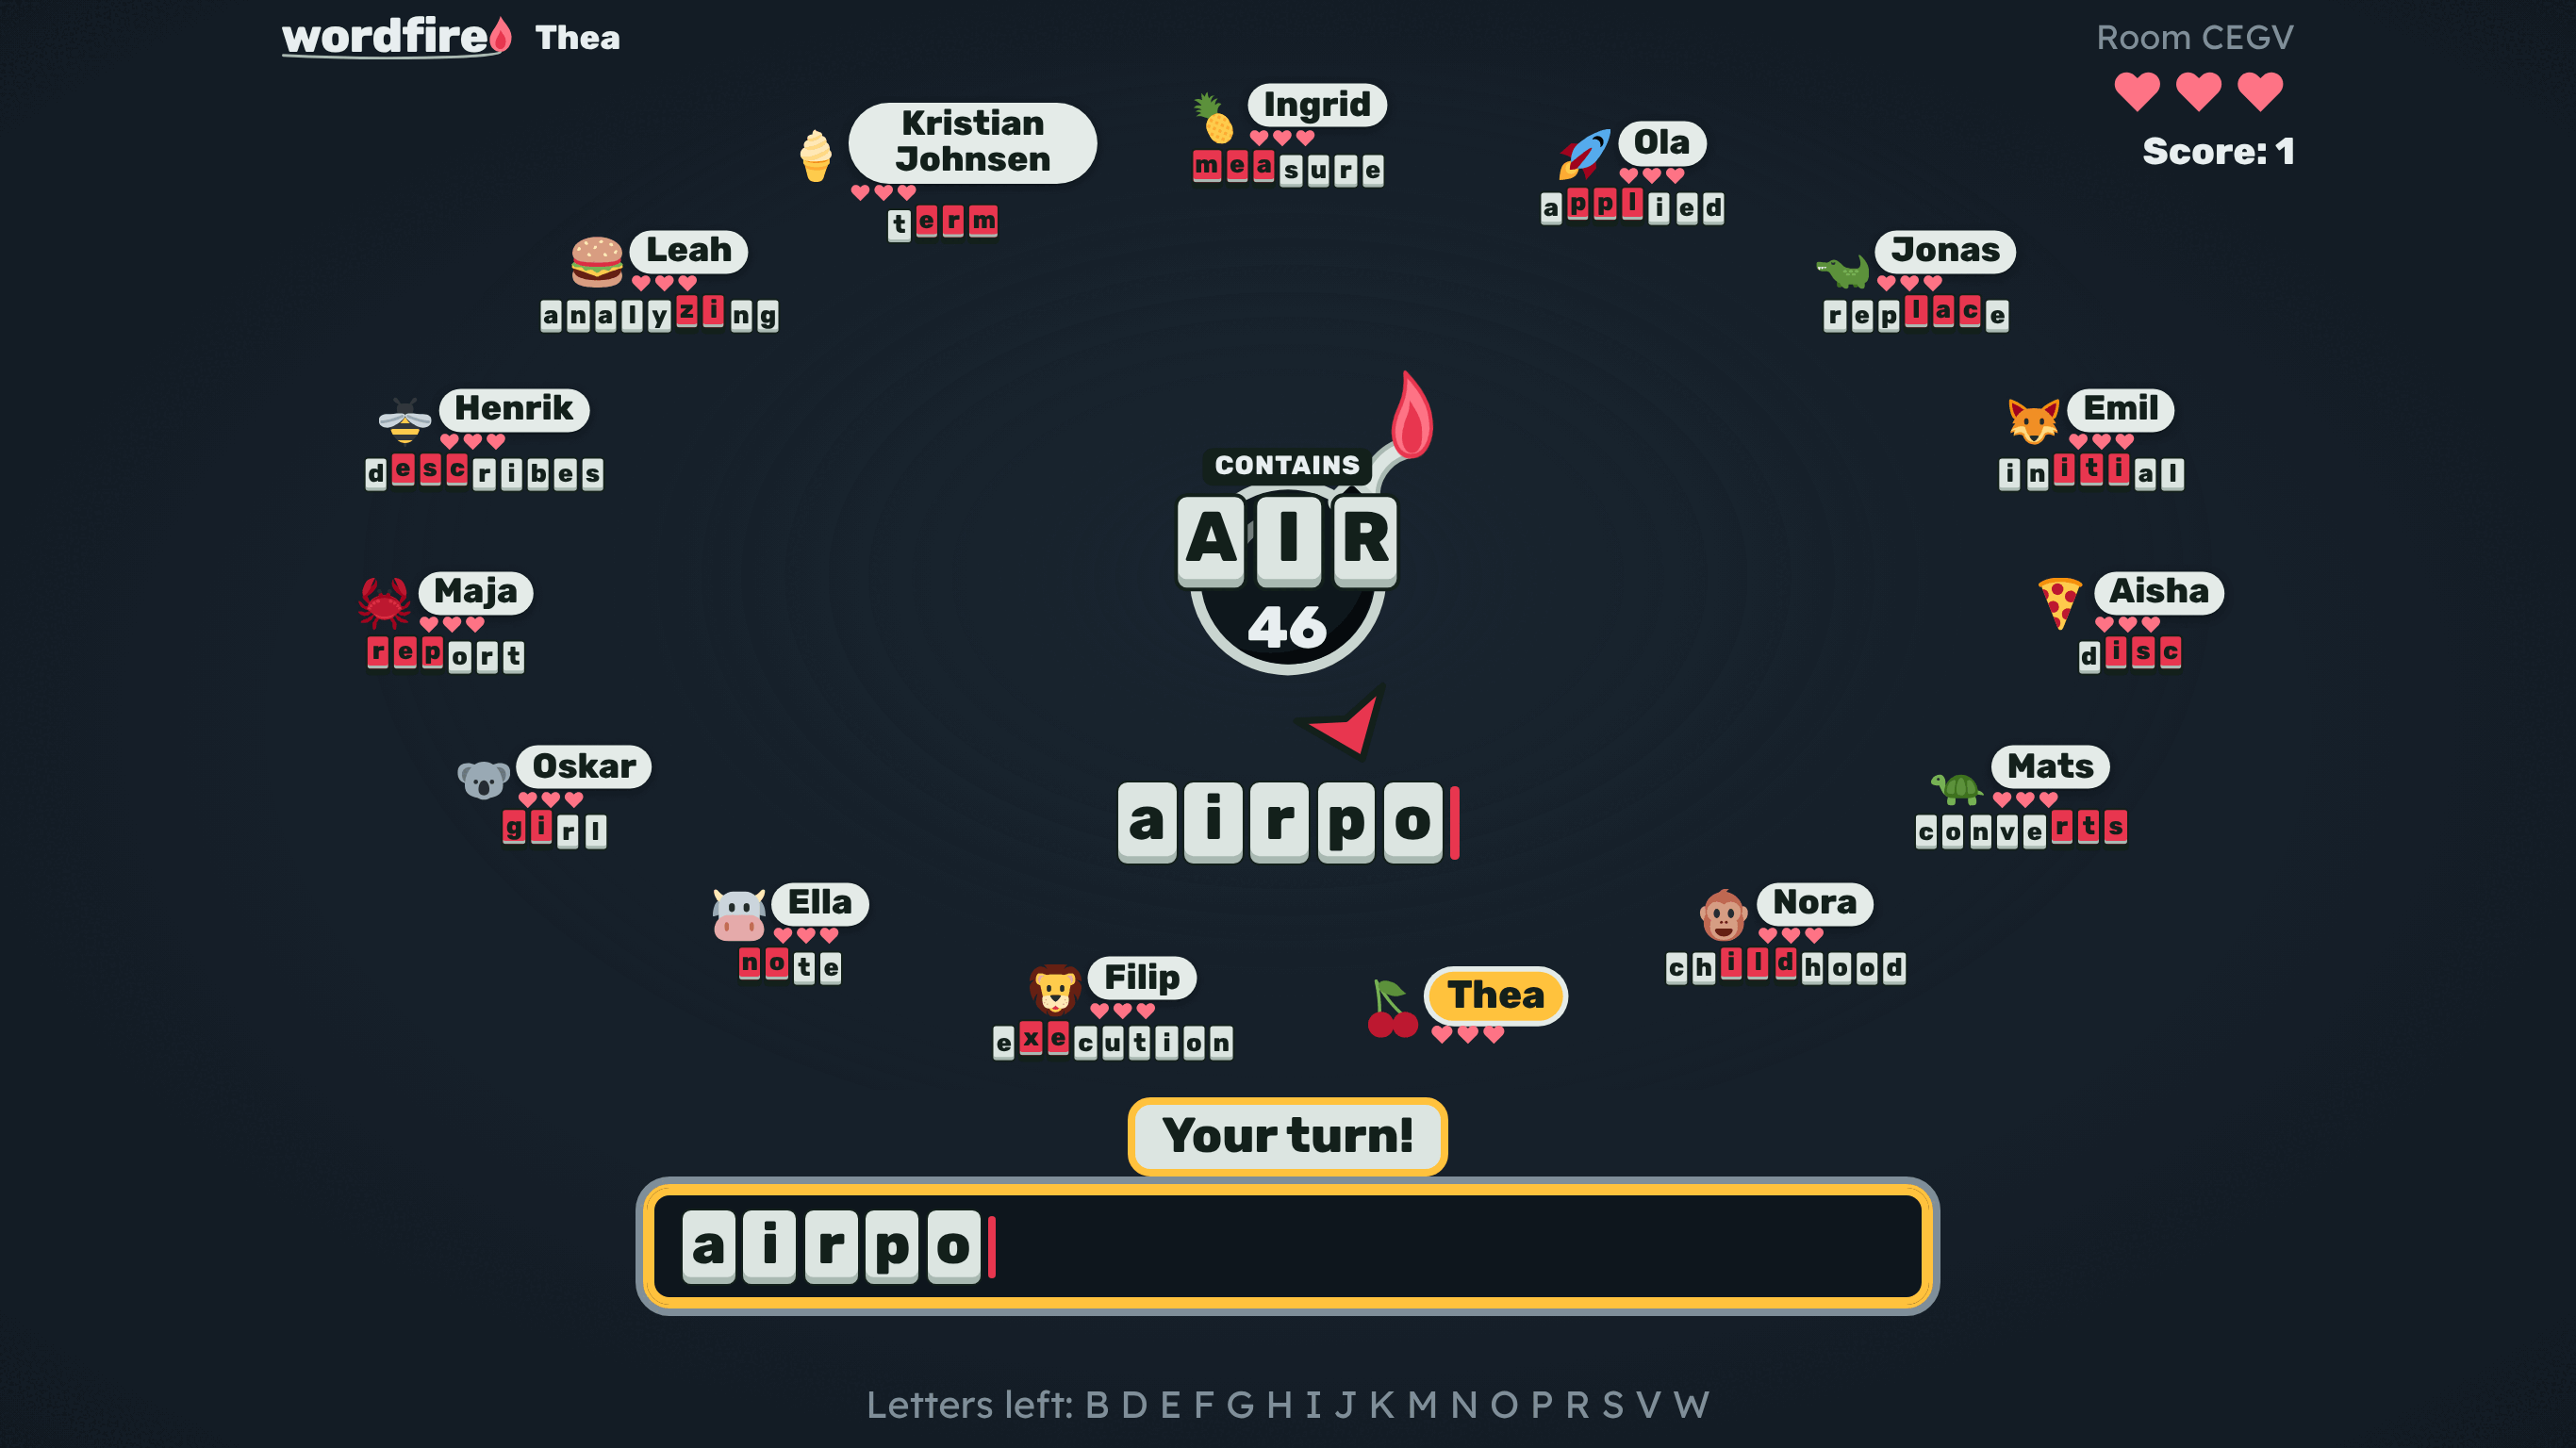 wordfire Thea
Room CEGV
Score: 1
Kristian
Johnsen
term
Ingrid
measure
Ola
applied
Leah
analyzing
Jonas
replace
Henrik
describes
Emil
initial
CONTAINS
AIR
46
Maja
report
Aisha
disc
Oskar
girl
Mats
converts
airpo
Ella
note
Nora
childhood
Filip
execution
Thea
Your turn!
airpo
Letters left: B D E F G H I J K M N O P R S V W